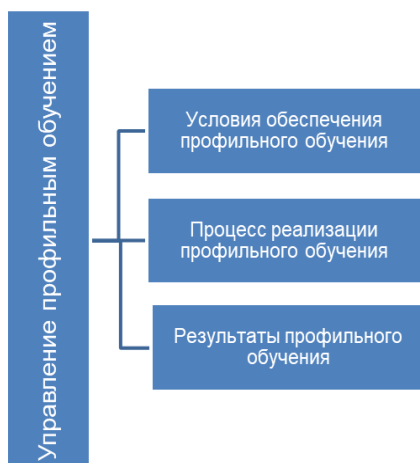 Управление профильным обучением
Условия обеспечения
профильного обучения
Процесс реализации
профильного обучения
Результаты профильного
обучения